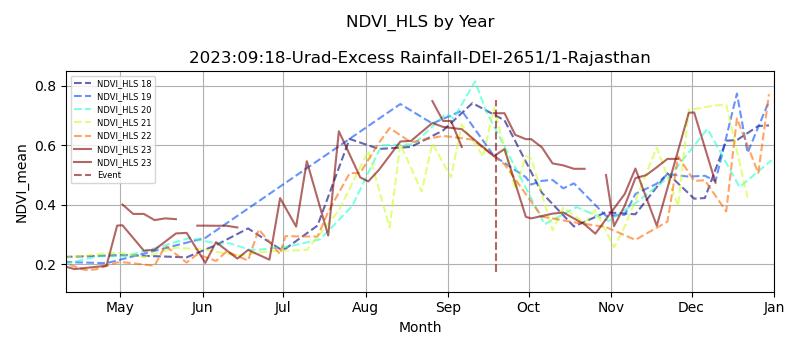 NDVI_HLS by Year
2023:09:18-Urad-Excess Rainfall-DEI-2651/1-Rajasthan
NDVI_HLS 18
NDVI_HLS 19
NDVI_HLS 20
NDVI_HLS 21
NDVI_HLS 22
NDVI_HLS 23
NDVI_HLS 23
Event
0.8
0.6
0.4
0.2
NDVI_mean
May Jun Jul Aug Sep Oct Nov Dec Jan
Month